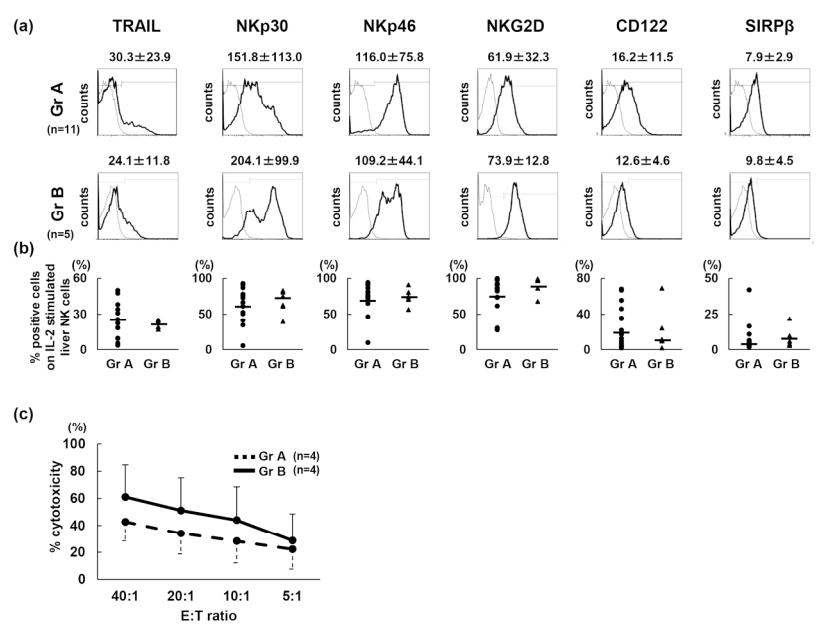 (a) TRAIL NKp30 NKp46 NKG2D CD122 SIRPβ
30.3±23.9 151.8±113.0 116.0±75.8 61.9±32.3 16.2±11.5 7.9±2.9
Gr A
(n=11)
counts counts counts counts counts counts
24.1±11.8 204.1±99.9 109.2±44.1 73.9±12.8 12.6±4.6 9.8±4.5
Gr B
(n=5)
counts counts counts counts counts counts
(b)
% positive cells
on IL-2 stimulated
liver NK cells
(%) (%) (%) (%) (%) (%)
60 100 100 100 80 50
30 50 50 50 40 25
0 0 0 0 0 0
Gr A Gr B Gr A Gr B Gr A Gr B Gr A Gr B Gr A Gr B Gr A Gr B
(c)
(%)
% cytotoxicity
100
80
60
40
20
0
Gr A (n=4)
Gr B (n=4)
40:1 20:1 10:1 5:1
E:T ratio